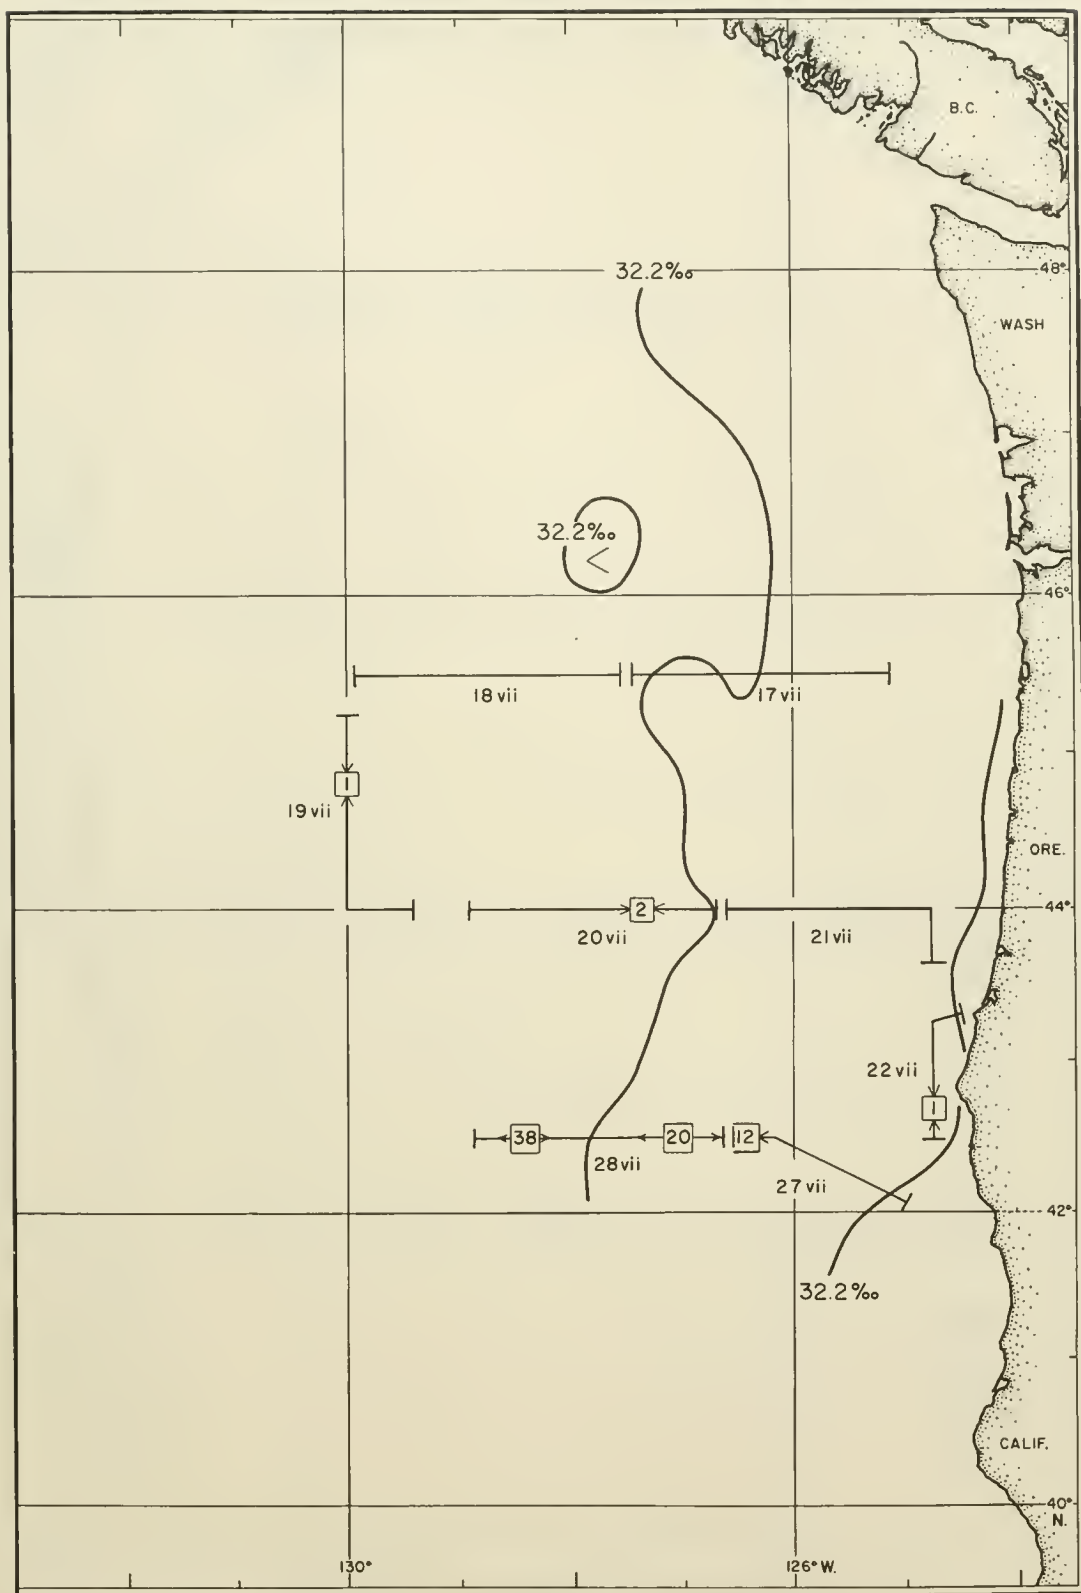 B.C.
32.2‰
48°
WASH
32.2‰
<
46°
18 vii
17 vii
1
19 vii
ORE.
2
44°
20 vii
21 vii
22 vii
1
38
20
12
28 vii
27 vii
42°
32.2‰
CALIF.
40°
N.
130°
126° W.